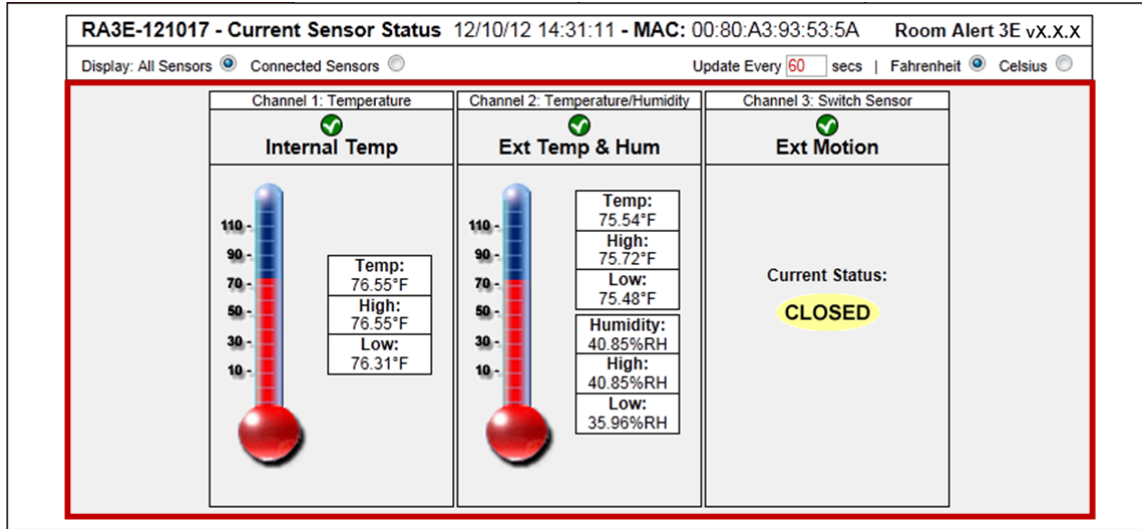 RA3E-121017 - Current Sensor Status 12/10/12 14:31:11 - MAC: 00:80:A3:93:53:5A Room Alert 3E vX.X.X
Display: All Sensors Connected Sensors Update Every 60 secs | Fahrenheit Celsius
Channel 1: Temperature
Internal Temp
110 -
90 -
70 -
50 -
30 -
10 -
Temp:
76.55°F
High:
76.55°F
Low:
76.31°F
Channel 2: Temperature/Humidity
Ext Temp & Hum
110 -
90 -
70 -
50 -
30 -
10 -
Temp:
75.54°F
High:
75.72°F
Low:
75.48°F
Humidity:
40.85%RH
High:
40.85%RH
Low:
35.96%RH
Channel 3: Switch Sensor
Ext Motion
Current Status:
CLOSED